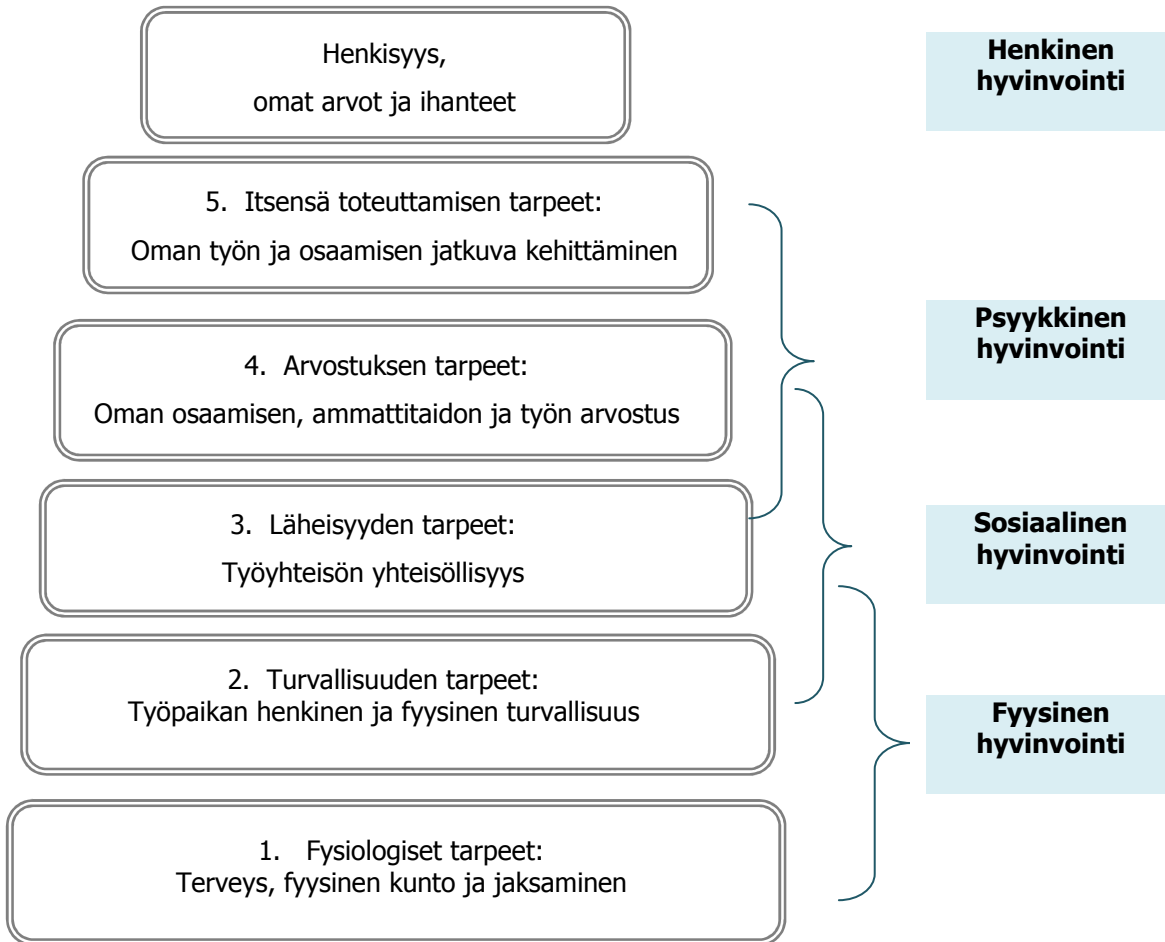 Henkisyys,
omat arvot ja ihanteet
Henkinen
hyvinvointi
5. Itsensä toteuttamisen tarpeet:
Oman työn ja osaamisen jatkuva kehittäminen
Psyykkinen
hyvinvointi
4. Arvostuksen tarpeet:
Oman osaamisen, ammattitaidon ja työn arvostus
3. Läheisyyden tarpeet:
Työyhteisön yhteisöllisyys
Sosiaalinen
hyvinvointi
2. Turvallisuuden tarpeet:
Työpaikan henkinen ja fyysinen turvallisuus
Fyysinen
hyvinvointi
1. Fysiologiset tarpeet:
Terveys, fyysinen kunto ja jaksaminen